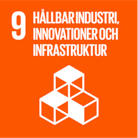 9 HÅLLBAR INDUSTRI,
INNOVATIONER OCH
INFRASTRUKTUR